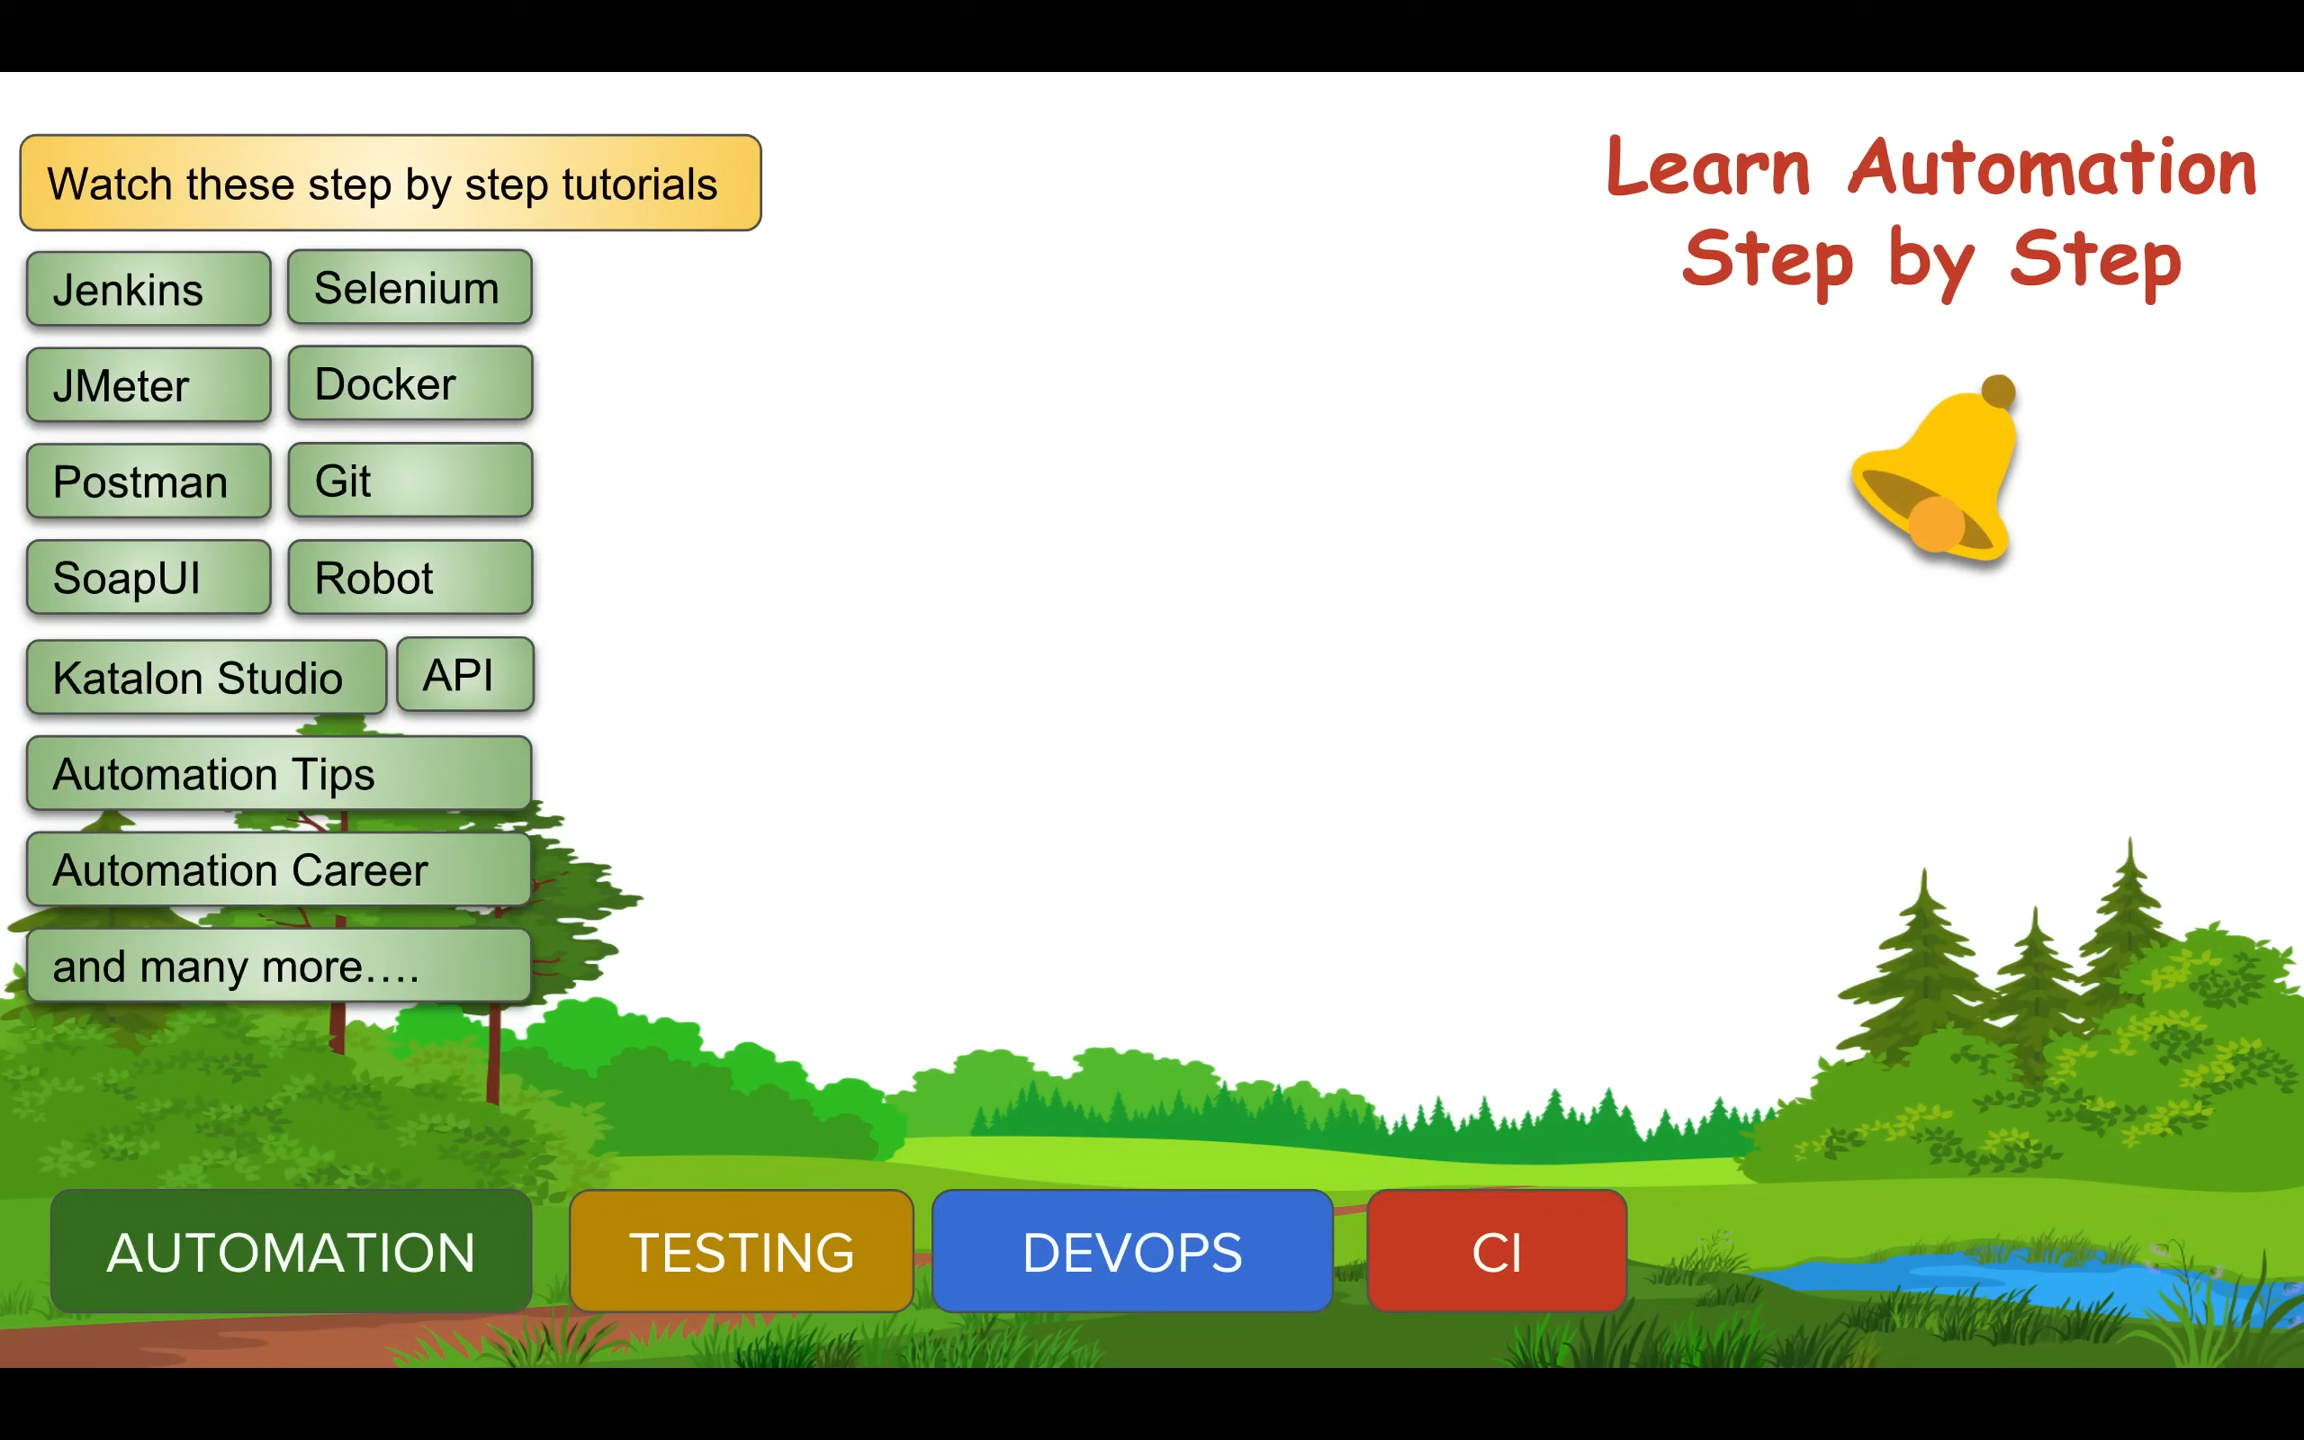 Watch these step by step tutorials
Jenkins
Selenium
JMeter
Docker
Postman
Git
SoapUI
Robot
Katalon Studio
API
Automation Tips
Automation Career
and many more....
Learn Automation
Step by Step
AUTOMATION
TESTING
DEVOPS
CI